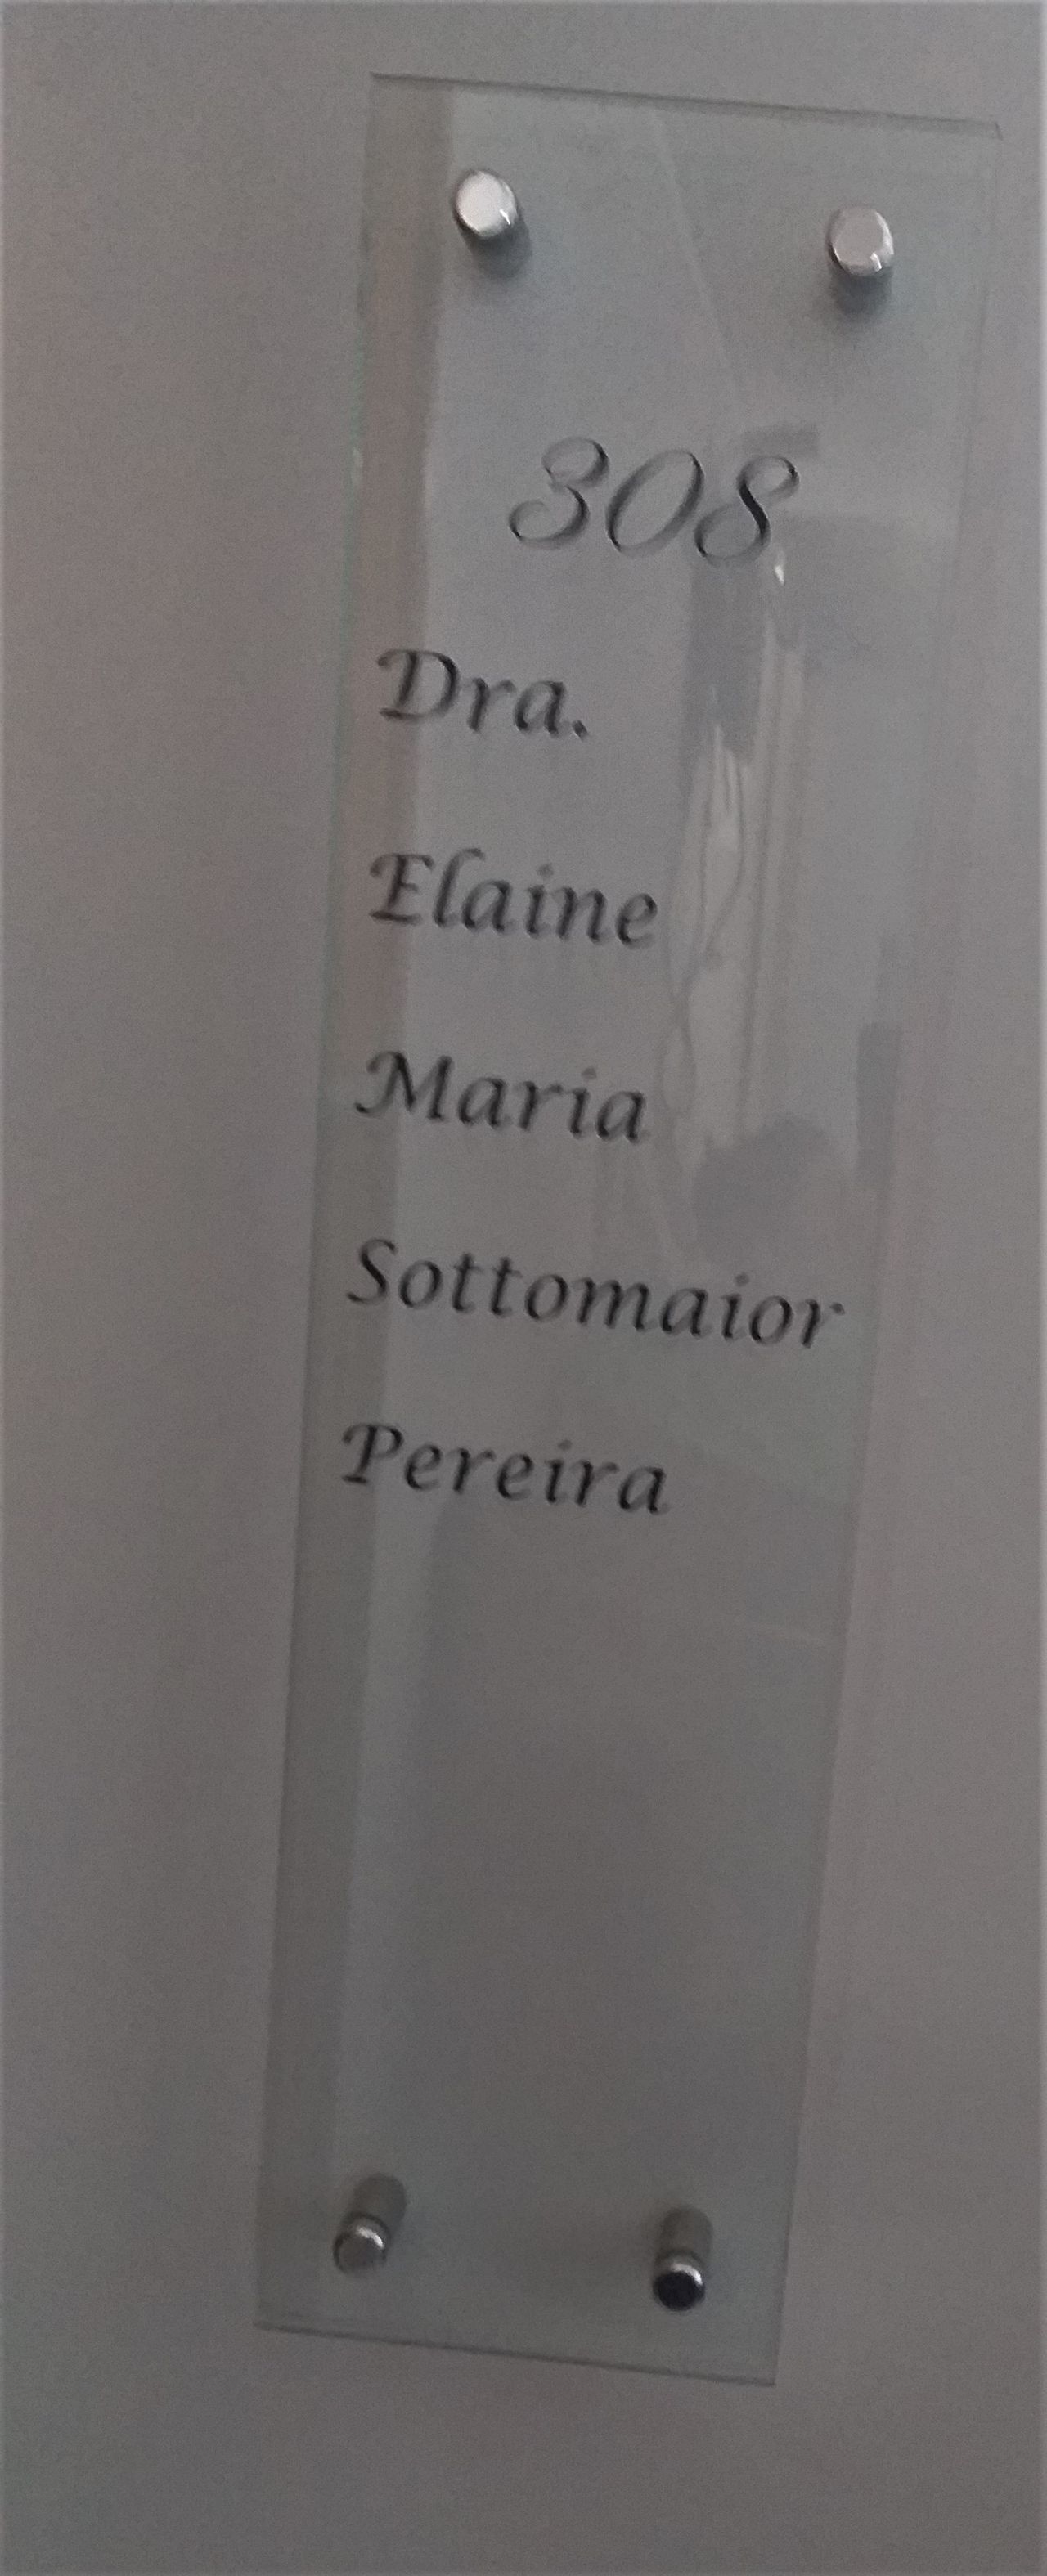 308
Dra.
Elaine
Maria
Sottomaior
Pereira